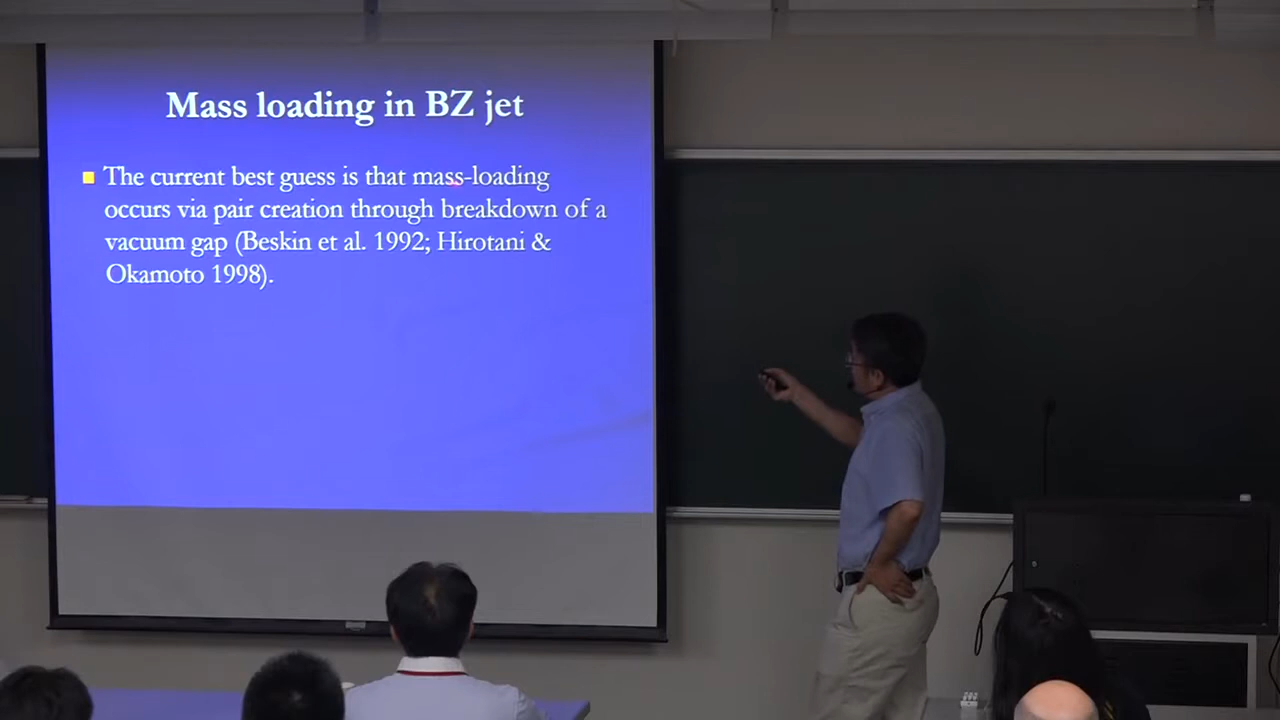 Mass loading in BZ jet
The current best guess is that mass-loading
occurs via pair creation through breakdown of a
vacuum gap (Beskin et al. 1992; Hirotani &
Okamoto 1998).